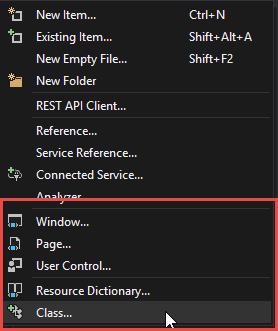 New Item... Ctrl+N
Existing Item... Shift+Alt+A
New Empty File... Shift+F2
New Folder
REST API Client...
Reference...
Service Reference...
Connected Service...
Analyzer...
Window...
Page...
User Control...
Resource Dictionary...
Class...